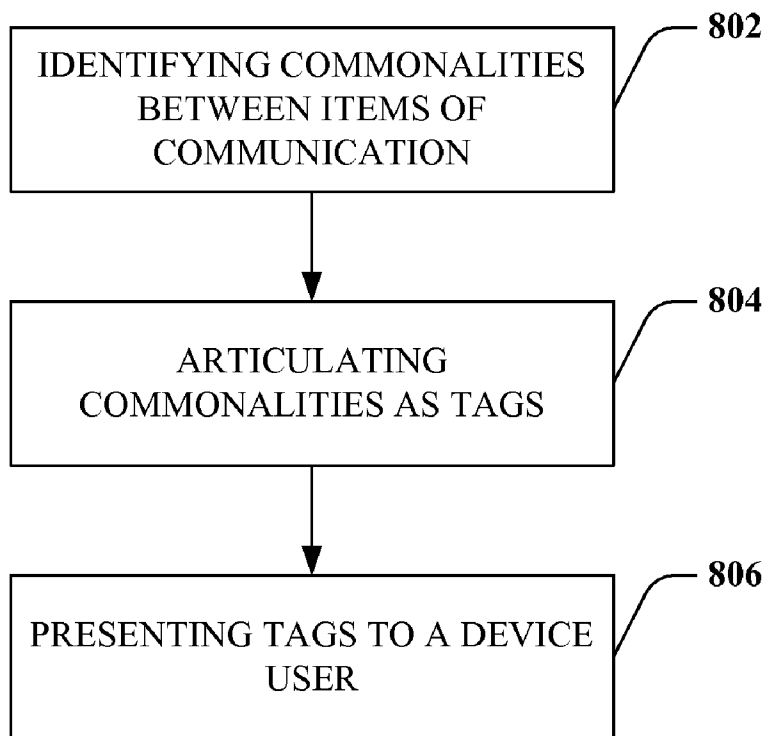 802
IDENTIFYING COMMONALITIES
BETWEEN ITEMS OF
COMMUNICATION
804
ARTICULATING
COMMONALITIES AS TAGS
806
PRESENTING TAGS TO A DEVICE
USER